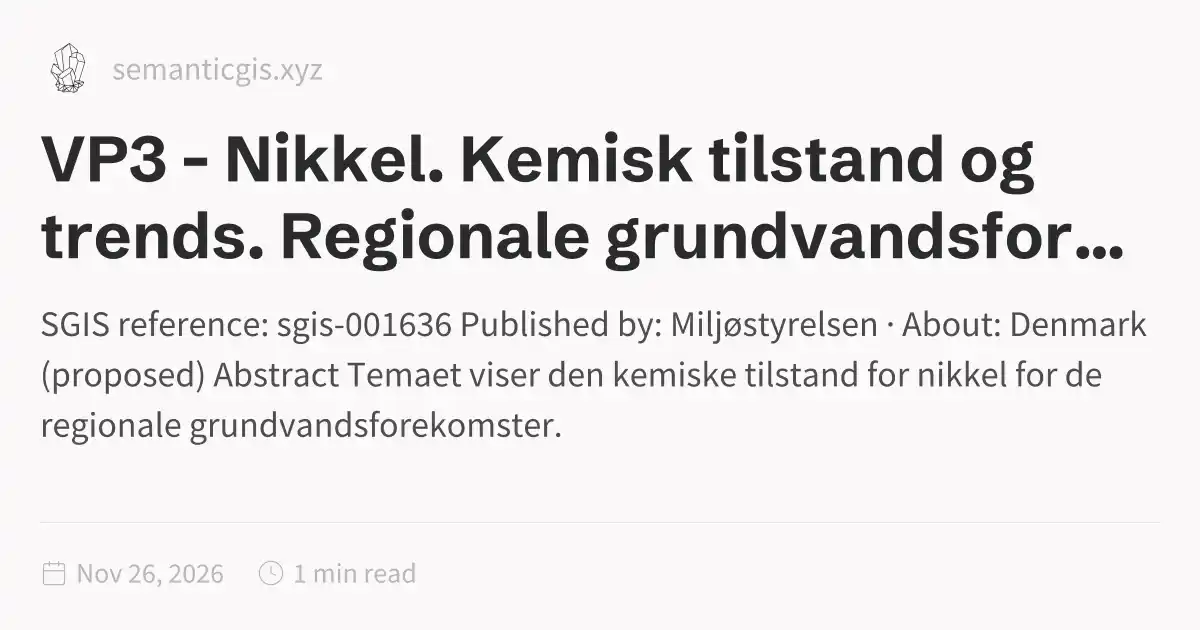 semanticgis.xyz
VP3 - Nikkel. Kemisk tilstand og
trends. Regionale grundvandsfor...
SGIS reference: sgis-001636 Published by: Miljøstyrelsen · About: Denmark
(proposed) Abstract Temaet viser den kemiske tilstand for nikkel for de
regionale grundvandsforekomster.
Nov 26, 2026 1 min read